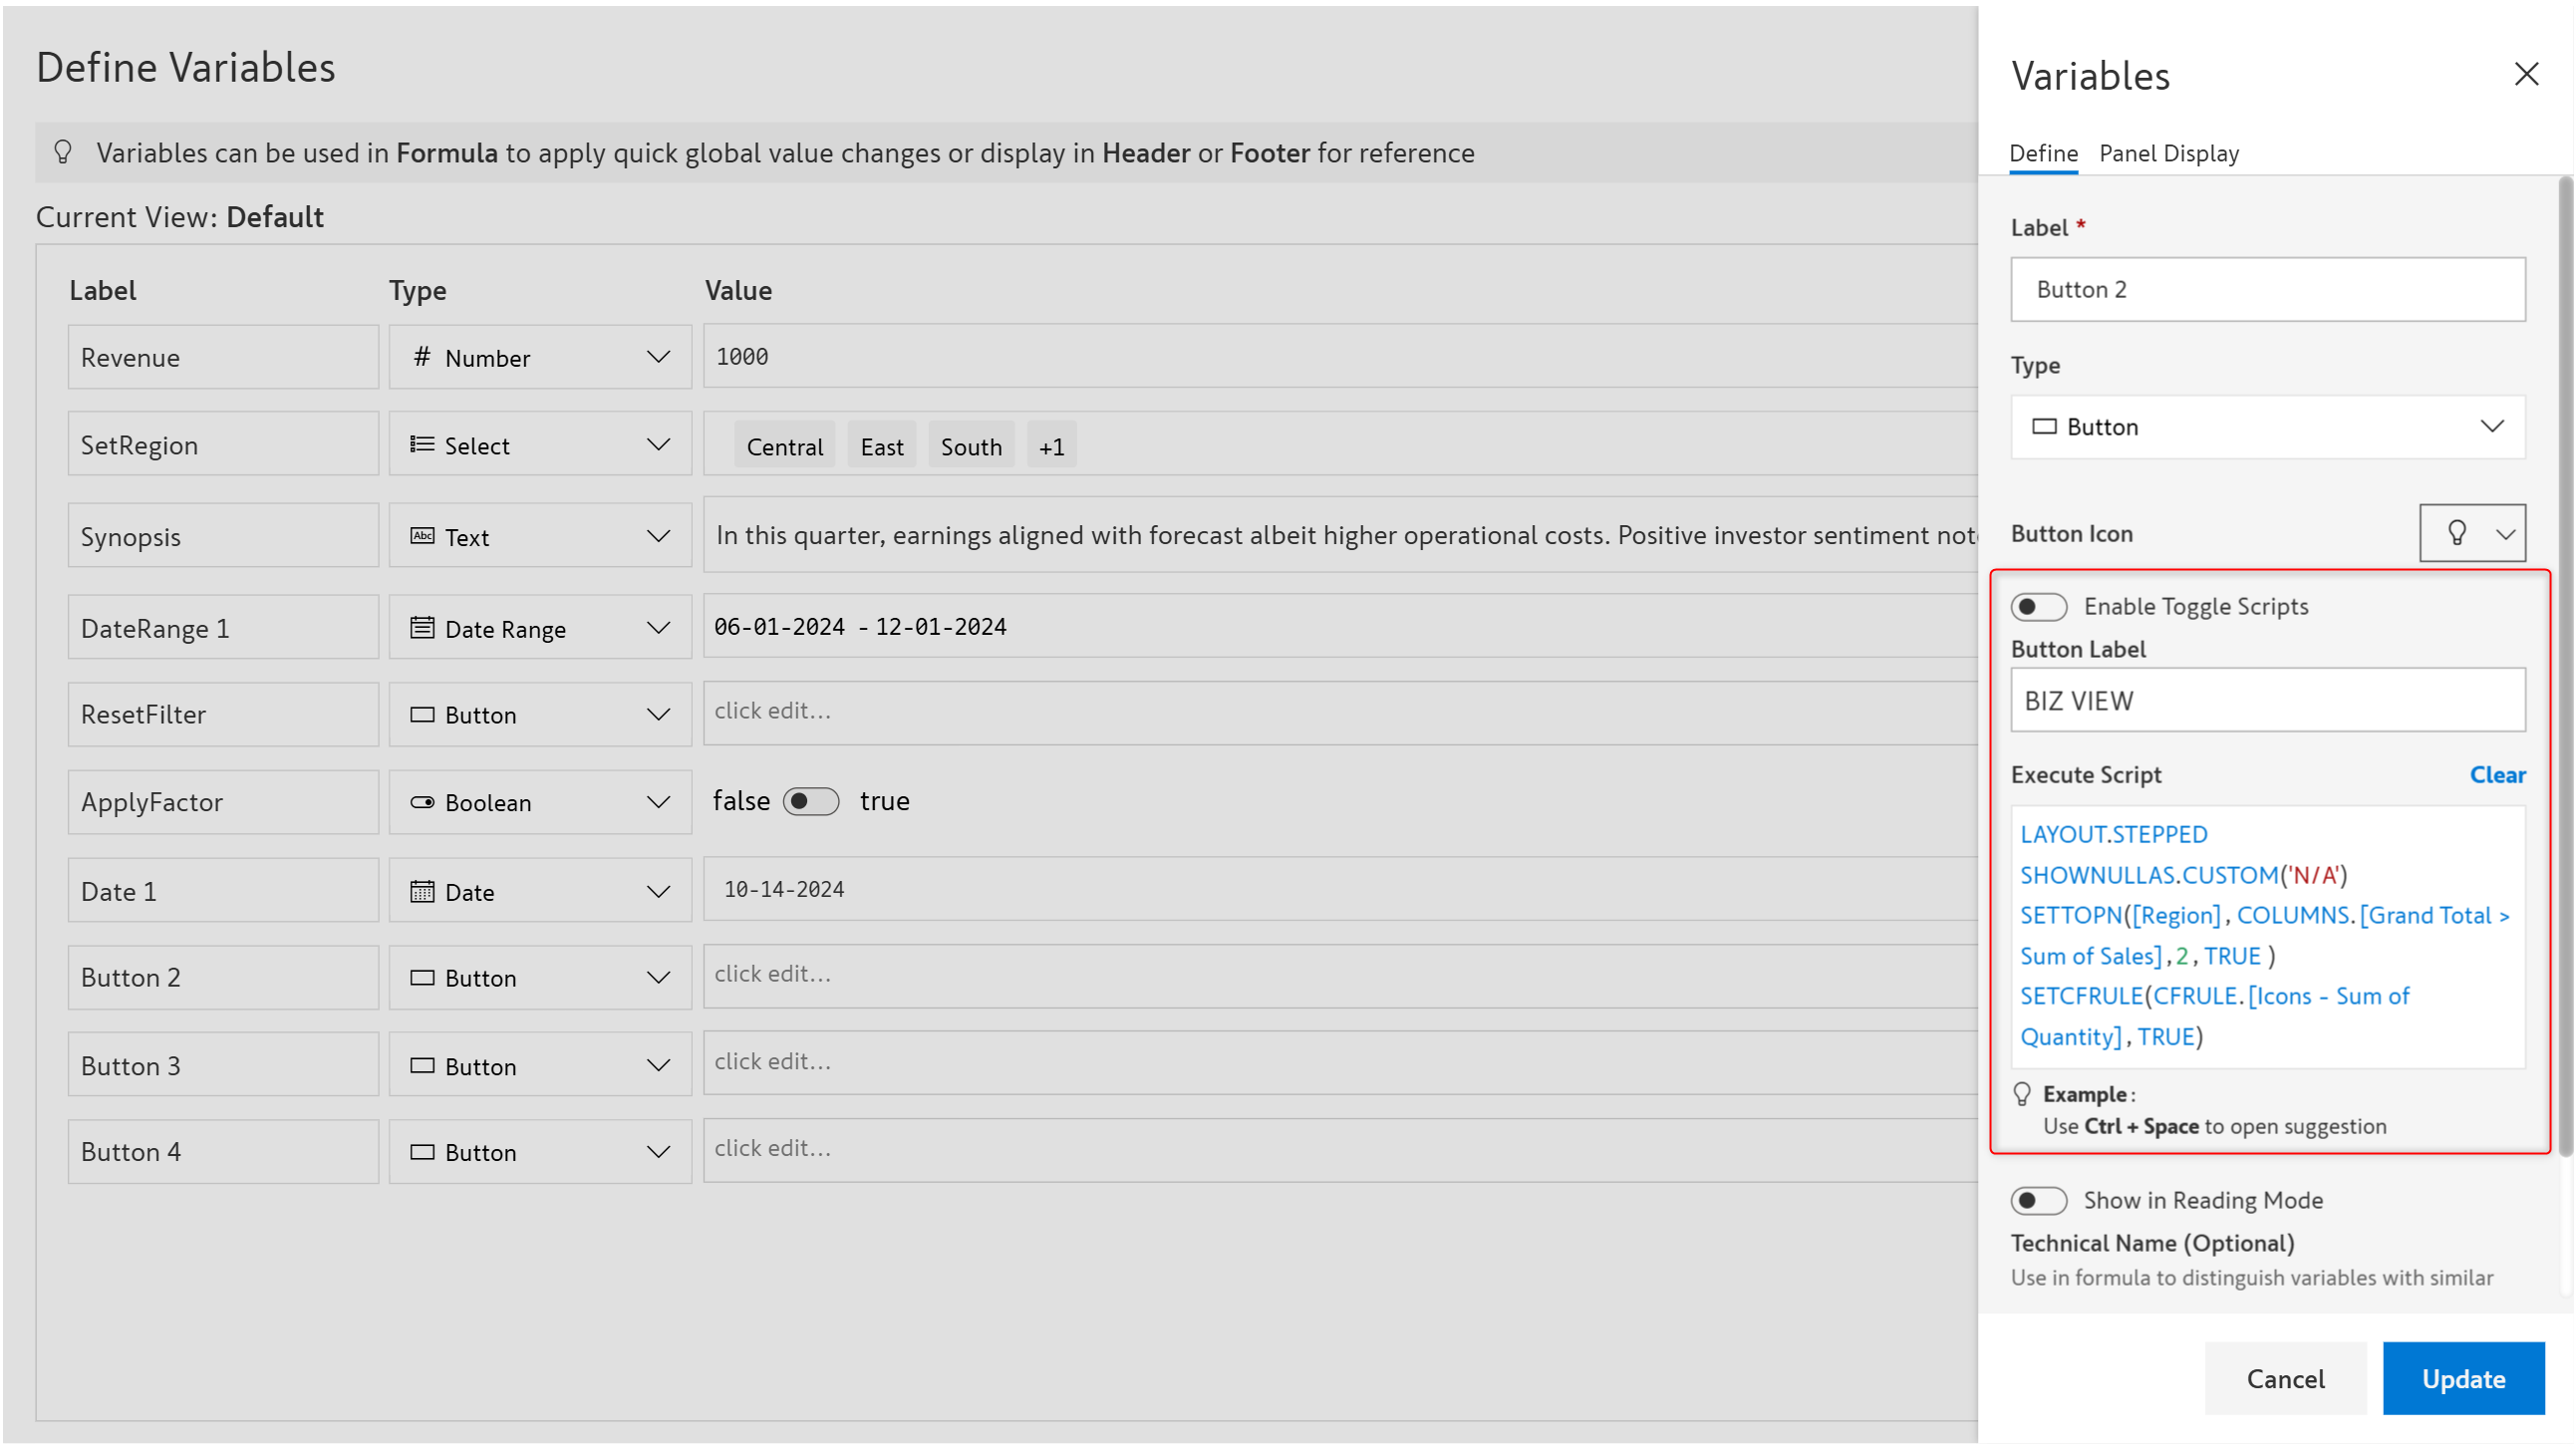 Define Variables
Variables can be used in Formula to apply quick global value changes or display in Header or Footer for reference
Current View: Default
Label Type Value
Revenue # Number 1000
SetRegion Select Central East South +1
Synopsis Abc Text In this quarter, earnings aligned with forecast albeit higher operational costs. Positive investor sentiment
DateRange 1 Date Range 06-01-2024 - 12-01-2024
ResetFilter Button click edit...
ApplyFactor Boolean false true
Date 1 Date 10-14-2024
Button 2 Button click edit...
Button 3 Button click edit...
Button 4 Button click edit...
Variables
Define Panel Display
Label *
Button 2
Type
Button
Button Icon
Enable Toggle Scripts
Button Label
BIZ VIEW
Execute Script Clear
LAYOUT.STEPPED
SHOWNULLAS.CUSTOM('N/A')
SETTOPN([Region], COLUMNS.[Grand Total >
Sum of Sales],2, TRUE )
SETCFRULE(CFRULE.[Icons - Sum of
Quantity], TRUE)
Example:
Use Ctrl + Space to open suggestion
Show in Reading Mode
Technical Name (Optional)
Use in formula to distinguish variables with similar
Cancel Update